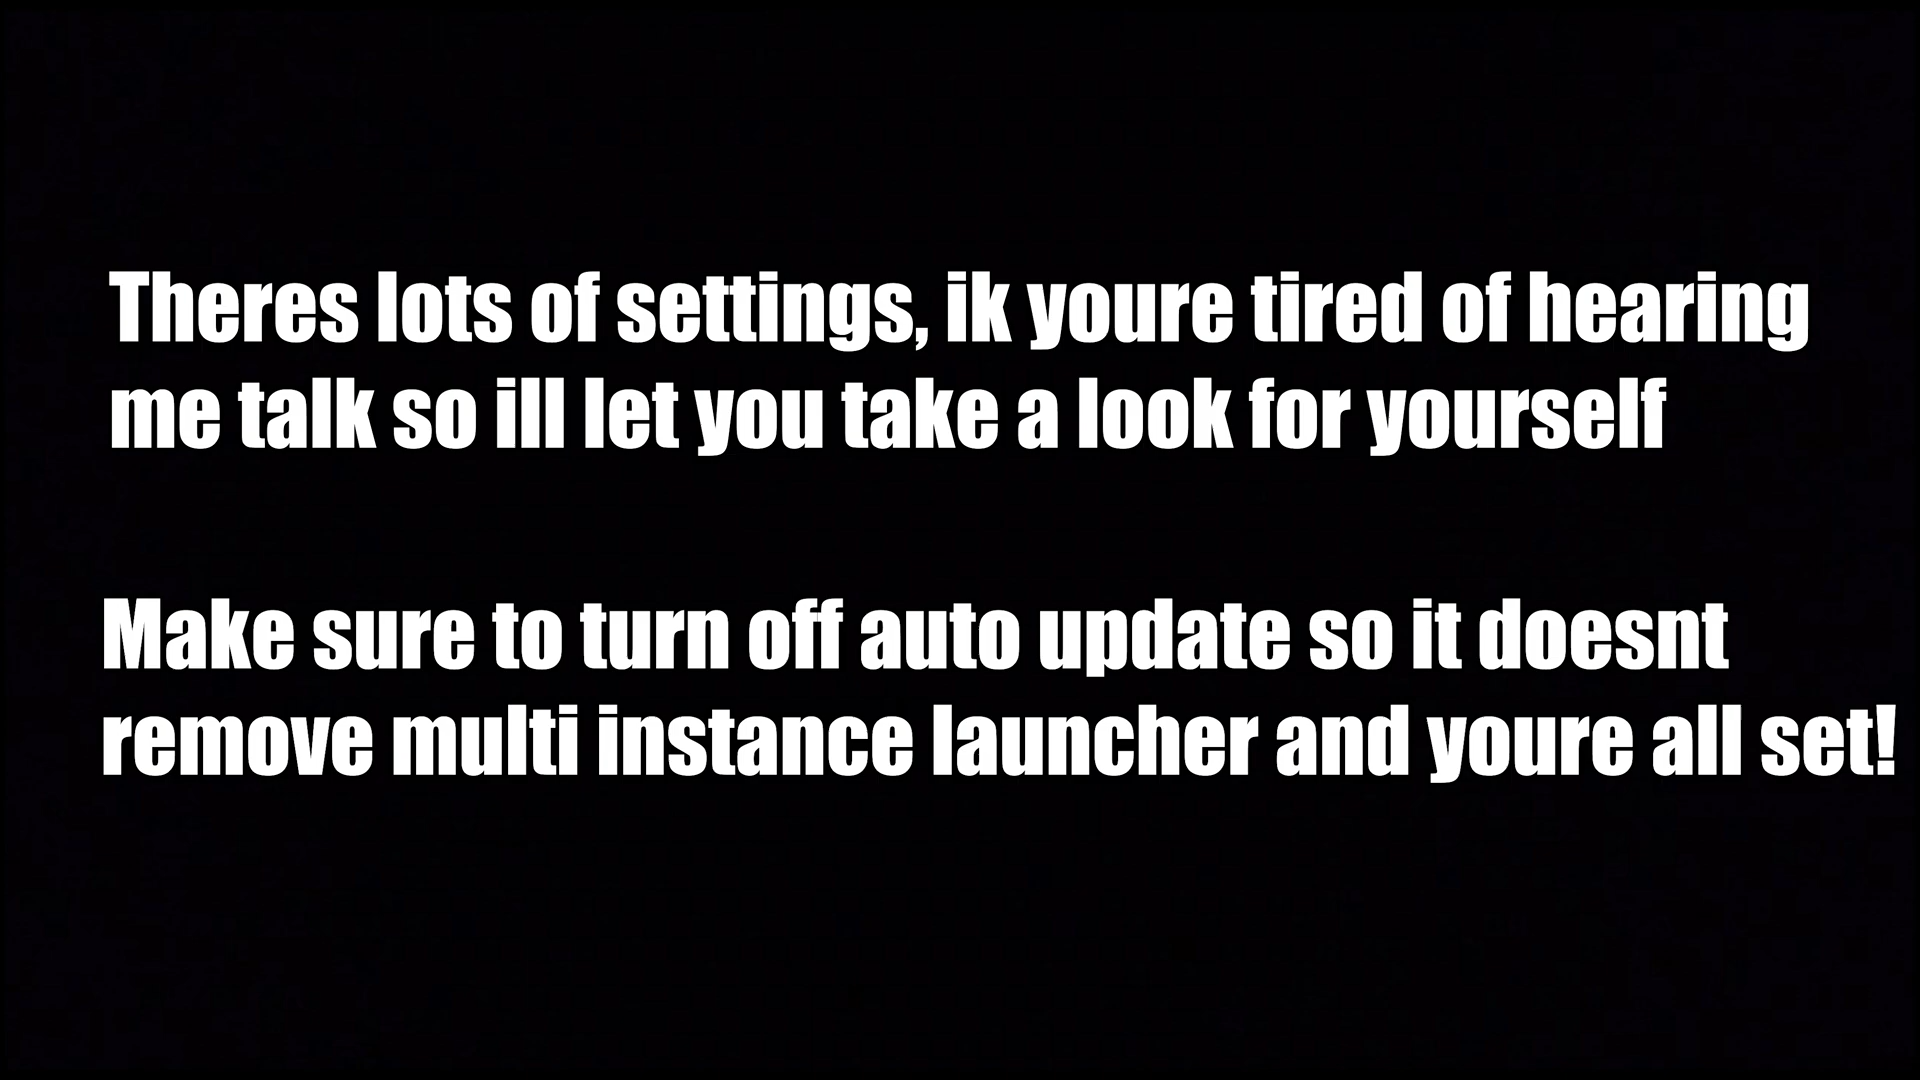 Theres lots of settings, ik youre tired of hearing
me talk so ill let you take a look for yourself
Make sure to turn off auto update so it doesnt
remove multi instance launcher and youre all set!